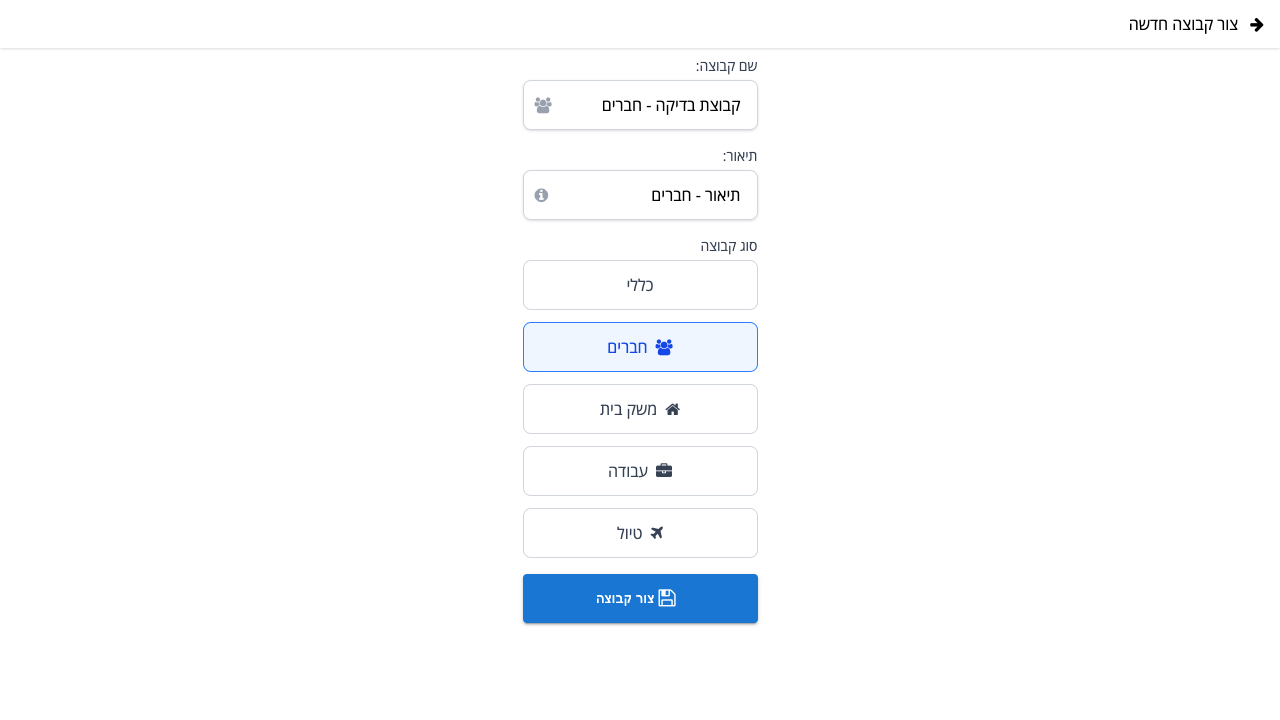 צור קבוצה חדשה
שם קבוצה:
קבוצת בדיקה - חברים
תיאור:
תיאור - חברים
סוג קבוצה
כללי
חברים
משק בית
עבודה
טיול
צור קבוצה